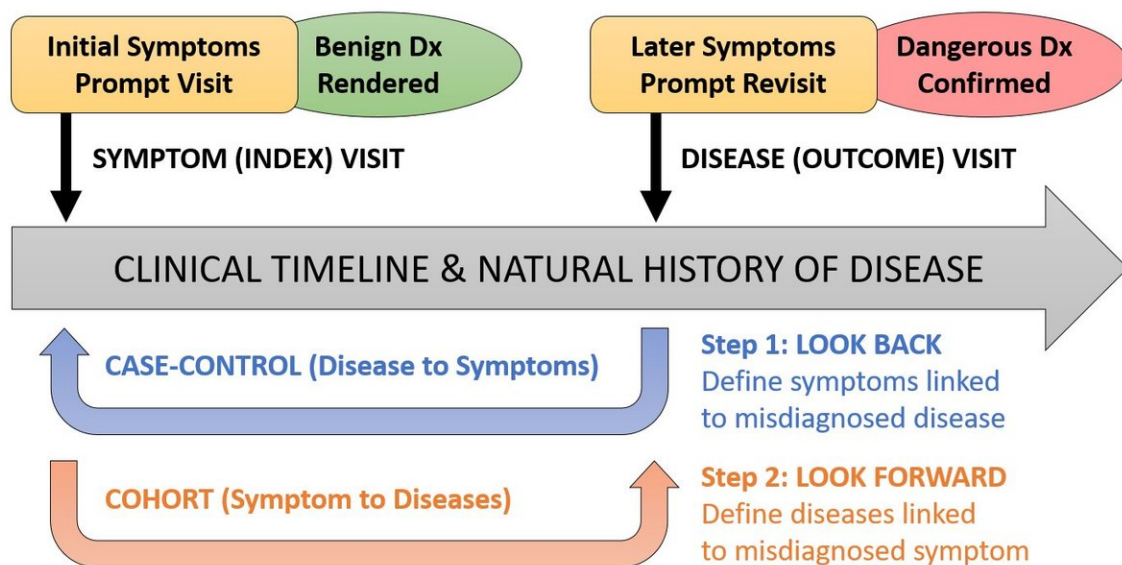 Initial Symptoms
Prompt Visit
Benign Dx
Rendered
Later Symptoms
Prompt Revisit
Dangerous Dx
Confirmed
SYMPTOM (INDEX) VISIT
DISEASE (OUTCOME) VISIT
CLINICAL TIMELINE & NATURAL HISTORY OF DISEASE
CASE-CONTROL (Disease to Symptoms)
Step 1: LOOK BACK
Define symptoms linked
to misdiagnosed disease
COHORT (Symptom to Diseases)
Step 2: LOOK FORWARD
Define diseases linked
to misdiagnosed symptom